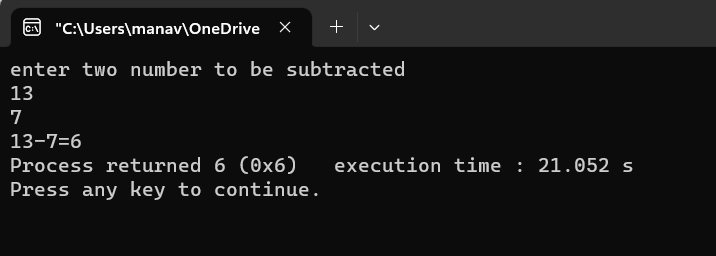 "C:\Users\manav\OneDrive
enter two number to be subtracted
13
7
13-7=6
Process returned 6 (0x6)   execution time : 21.052 s
Press any key to continue.